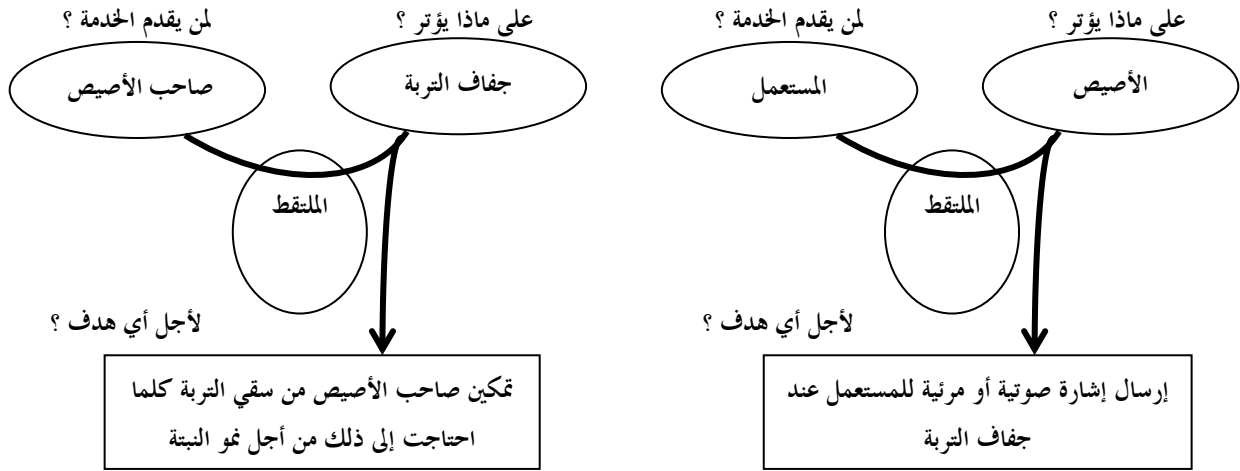 على ماذا يؤتر ؟
لمن يقدم الخدمة ؟
الأصيص
المستعمل
الملتقط
لأجل أي هدف ؟
إرسال إشارة صوتية أو مرئية للمستعمل عند
جفاف التربة
على ماذا يؤتر ؟
لمن يقدم الخدمة ؟
جفاف التربة
صاحب الأصيص
الملتقط
لأجل أي هدف ؟
تمكين صاحب الأصيص من سقي التربة كلما
احتاجت إلى ذلك من أجل نمو النبتة